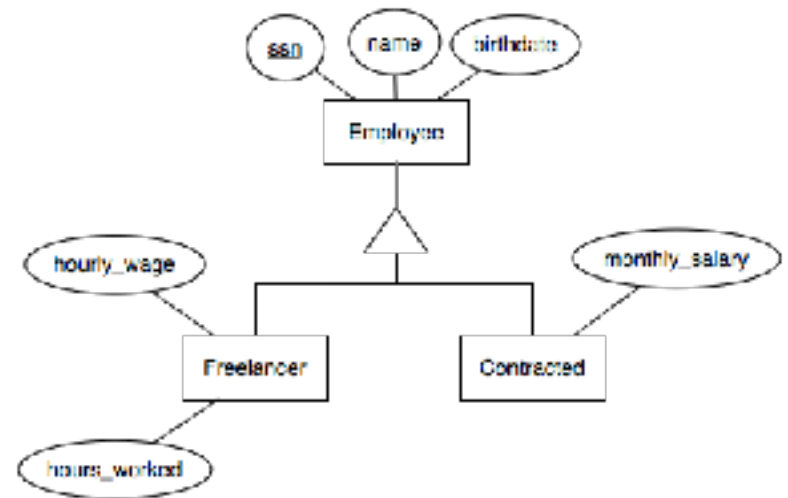 ssn
name
birthdate
Employee
hourly_wage
monthly_salary
Freelancer
Contracted
hours_worked